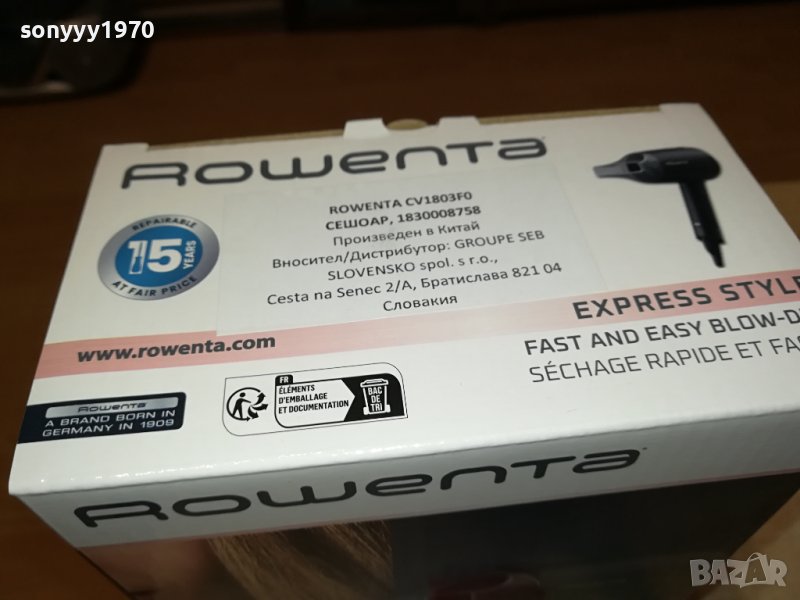 sonyyy1970
Rowenta
ROWENTA CV1803F0
СЕШОАР, 1830008758
Произведен в Китай
Вносител/Дистрибутор: GROUPE SEB
SLOVENSKO spol. s r.o.,
Cesta na Senec 2/A, Братислава 821 04
Словакия
REPAIRABLE
15 YEARS
AT FAIR PRICE
www.rowenta.com
EXPRESS STYLE
FAST AND EASY BLOW-D
SÉCHAGE RAPIDE ET FA
Rowenta
A BRAND BORN IN
GERMANY IN 1909
FR
ÉLÉMENTS
D'EMBALLAGE
ET DOCUMENTATION
BAC
DE
TRI
Rowenta
BAZAR